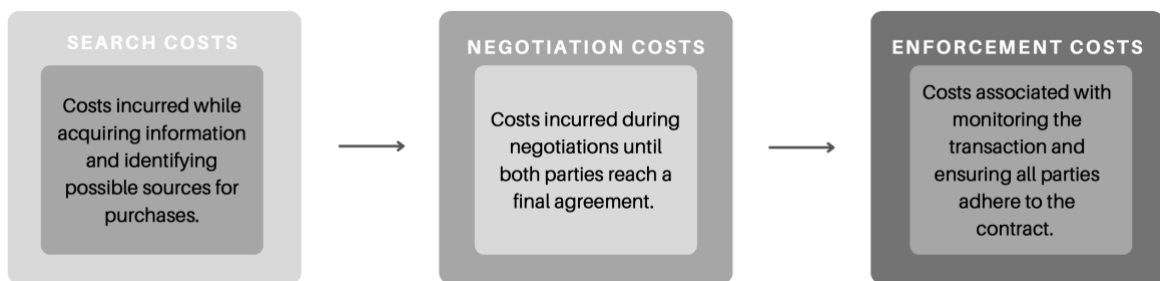 SEARCH COSTS
Costs incurred while
acquiring information
and identifying
possible sources for
purchases.
NEGOTIATION COSTS
Costs incurred during
negotiations until
both parties reach a
final agreement.
ENFORCEMENT COSTS
Costs associated with
monitoring the
transaction and
ensuring all parties
adhere to the
contract.